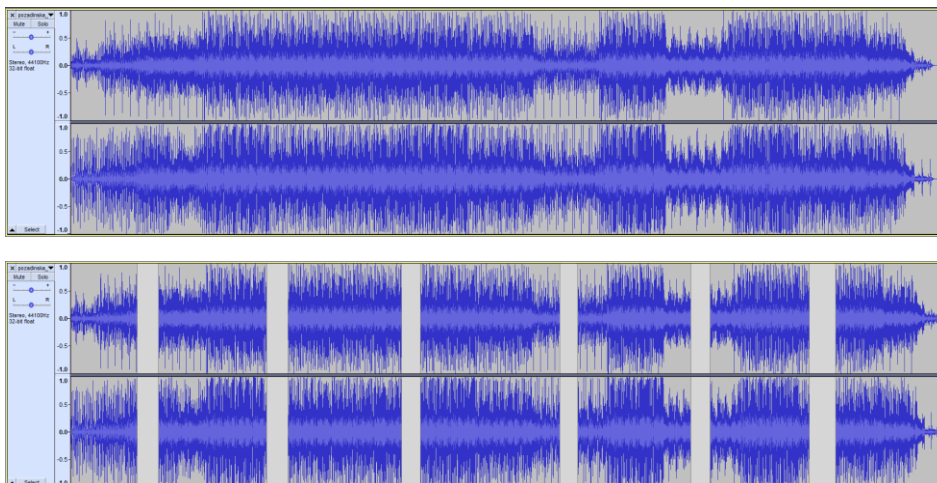 × pozadinska_▼ 1.0
Mute Solo
- +
0.5-
L R
0.0-
Stereo, 44100Hz
32-bit float
-0.5-
-1.0
1.0
0.5-
0.0-
-0.5-
▲ Select -1.0
× pozadinska_▼ 1.0
Mute Solo
- +
0.5-
L R
0.0-
Stereo, 44100Hz
32-bit float
-0.5-
-1.0
1.0
0.5-
0.0-
-0.5-
▲ Select -1.0